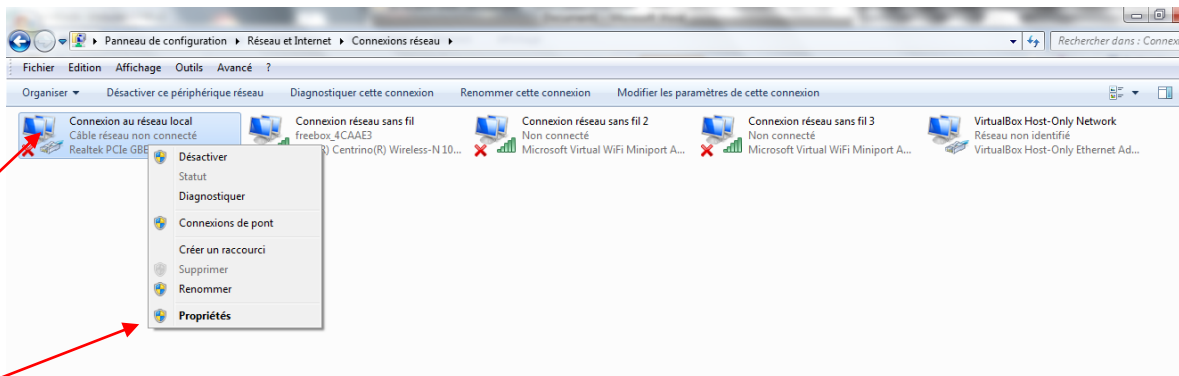 Panneau de configuration ▸ Réseau et Internet ▸ Connexions réseau ▸
Rechercher dans : Connex
Fichier Edition Affichage Outils Avancé ?
Organiser Désactiver ce périphérique réseau Diagnostiquer cette connexion Renommer cette connexion Modifier les paramètres de cette connexion
Connexion au réseau local
Câble réseau non connecté
Realtek PCIe GBE
Connexion réseau sans fil
freebox_4CAAE3
R) Centrino(R) Wireless-N 10...
Connexion réseau sans fil 2
Non connecté
Microsoft Virtual WiFi Miniport A...
Connexion réseau sans fil 3
Non connecté
Microsoft Virtual WiFi Miniport A...
VirtualBox Host-Only Network
Réseau non identifié
VirtualBox Host-Only Ethernet Ad...
Désactiver
Statut
Diagnostiquer
Connexions de pont
Créer un raccourci
Supprimer
Renommer
Propriétés